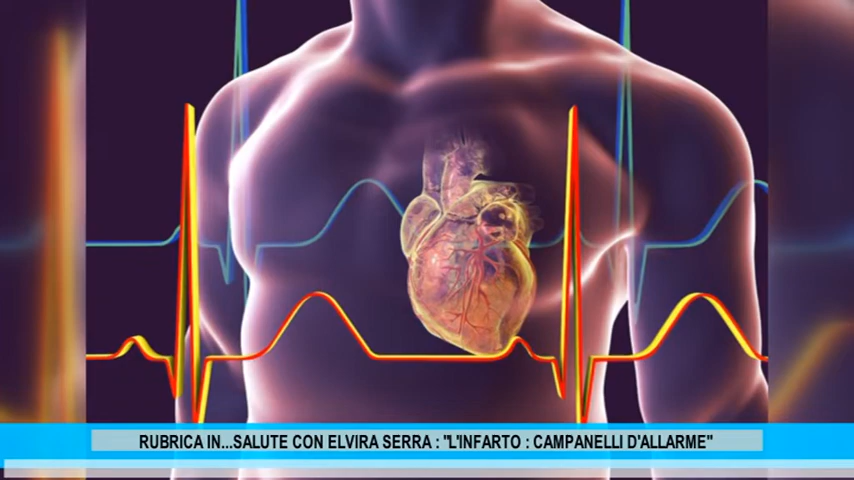 RUBRICA IN...SALUTE CON ELVIRA SERRA : "L'INFARTO : CAMPANELLI D'ALLARME"